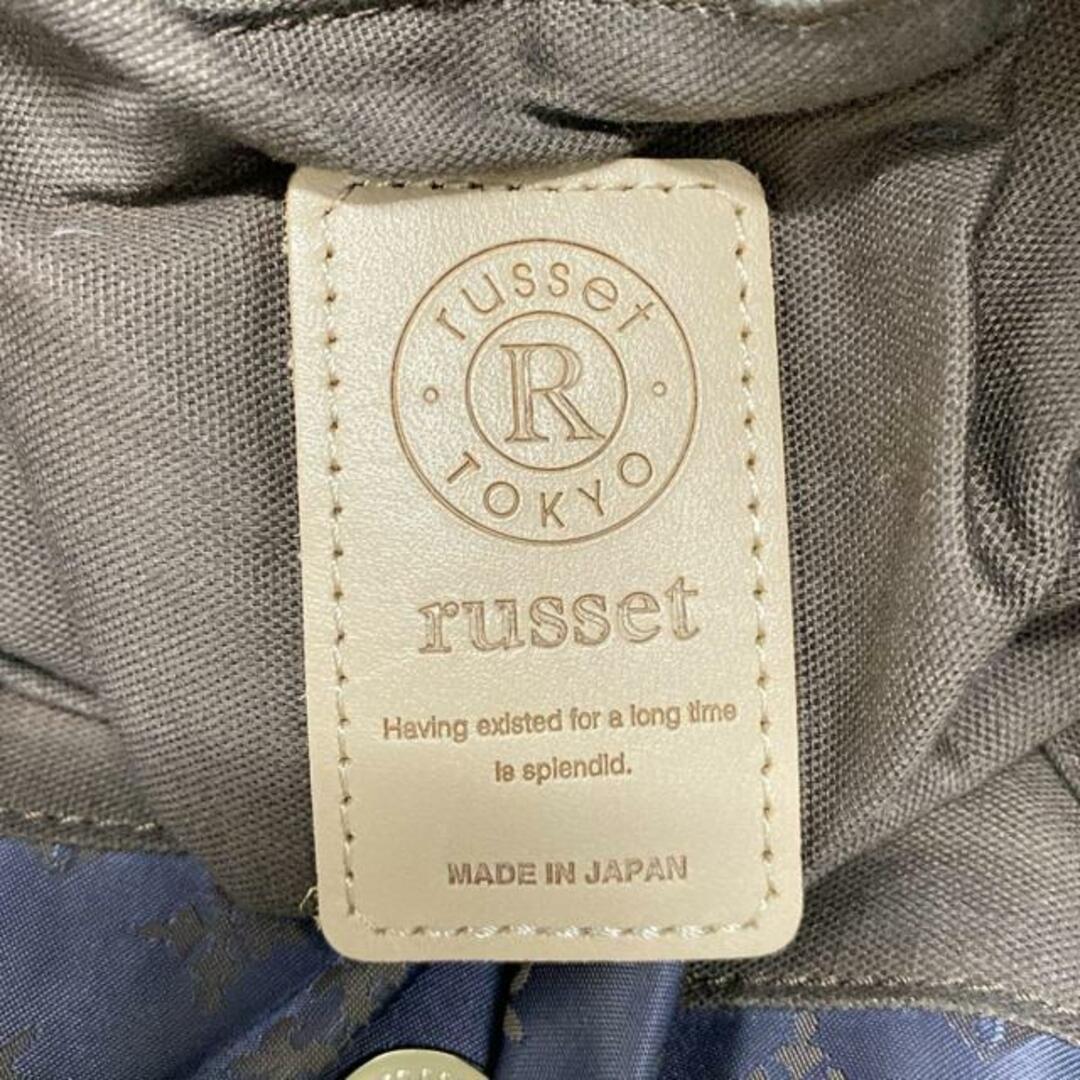 russet
R
TOKYO
russet
Having existed for a long time
is splendid.
MADE IN JAPAN